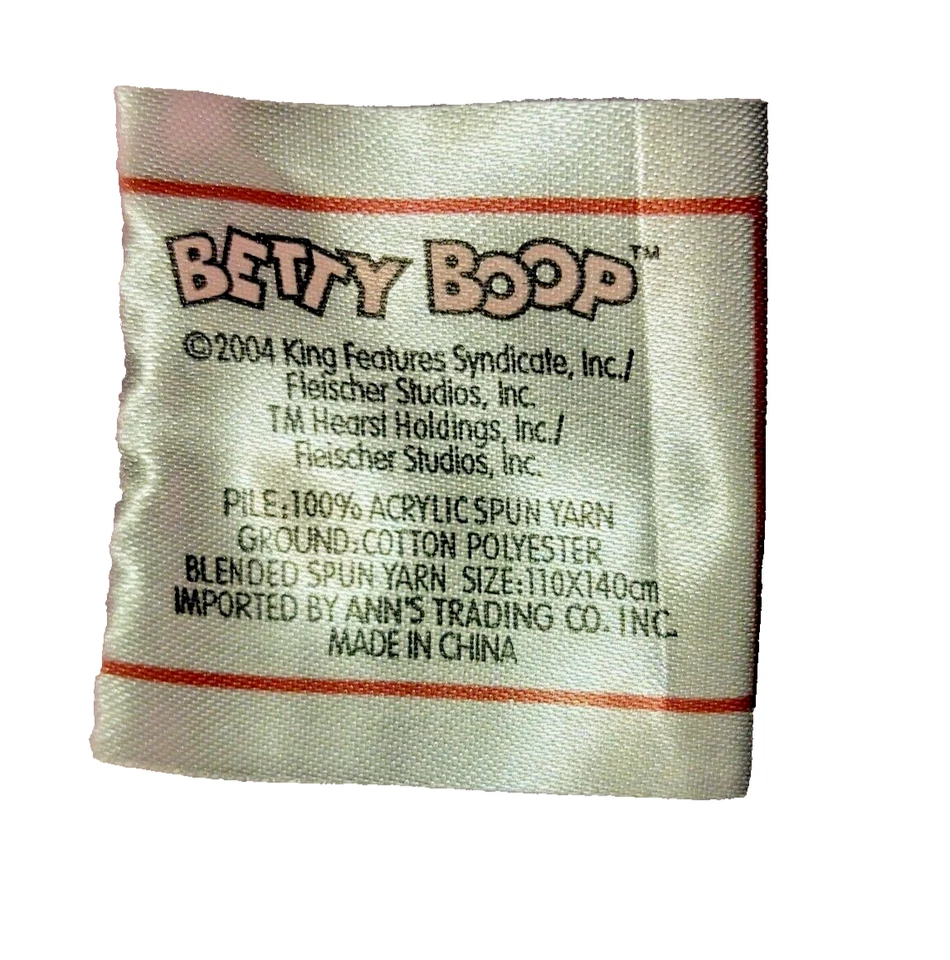 BETTY BOOP™
©2004 King Features Syndicate, Inc./
Fleischer Studios, Inc.
TM Hearst Holdings, Inc./
Fleischer Studios, Inc.
PILE:100% ACRYLIC SPUN YARN
GROUND:COTTON POLYESTER
BLENDED SPUN YARN SIZE:110X140cm
IMPORTED BY ANN'S TRADING CO. INC.
MADE IN CHINA